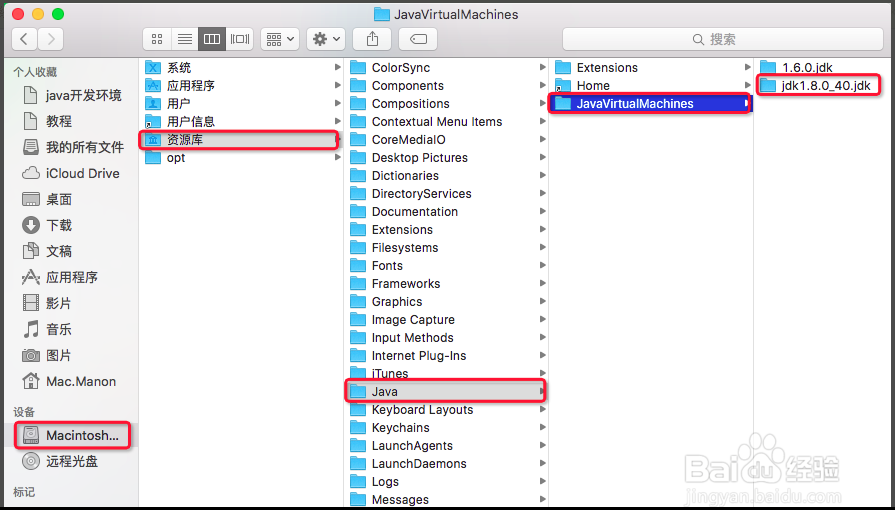 JavaVirtualMachines
搜索
个人收藏
java开发环境
教程
我的所有文件
iCloud Drive
桌面
下载
文稿
应用程序
影片
音乐
图片
Mac.Manon
设备
Macintosh...
远程光盘
标记
系统
应用程序
用户
用户信息
资源库
opt
ColorSync
Components
Compositions
Contextual Menu Items
CoreMediaIO
Desktop Pictures
Dictionaries
DirectoryServices
Documentation
Extensions
Filesystems
Fonts
Frameworks
Graphics
Image Capture
Input Methods
Internet Plug-Ins
iTunes
Java
Keyboard Layouts
Keychains
LaunchAgents
LaunchDaemons
Logs
Messages
Extensions
Home
JavaVirtualMachines
1.6.0.jdk
jdk1.8.0_40.jdk
Baidu经验
jingyan.baidu.com